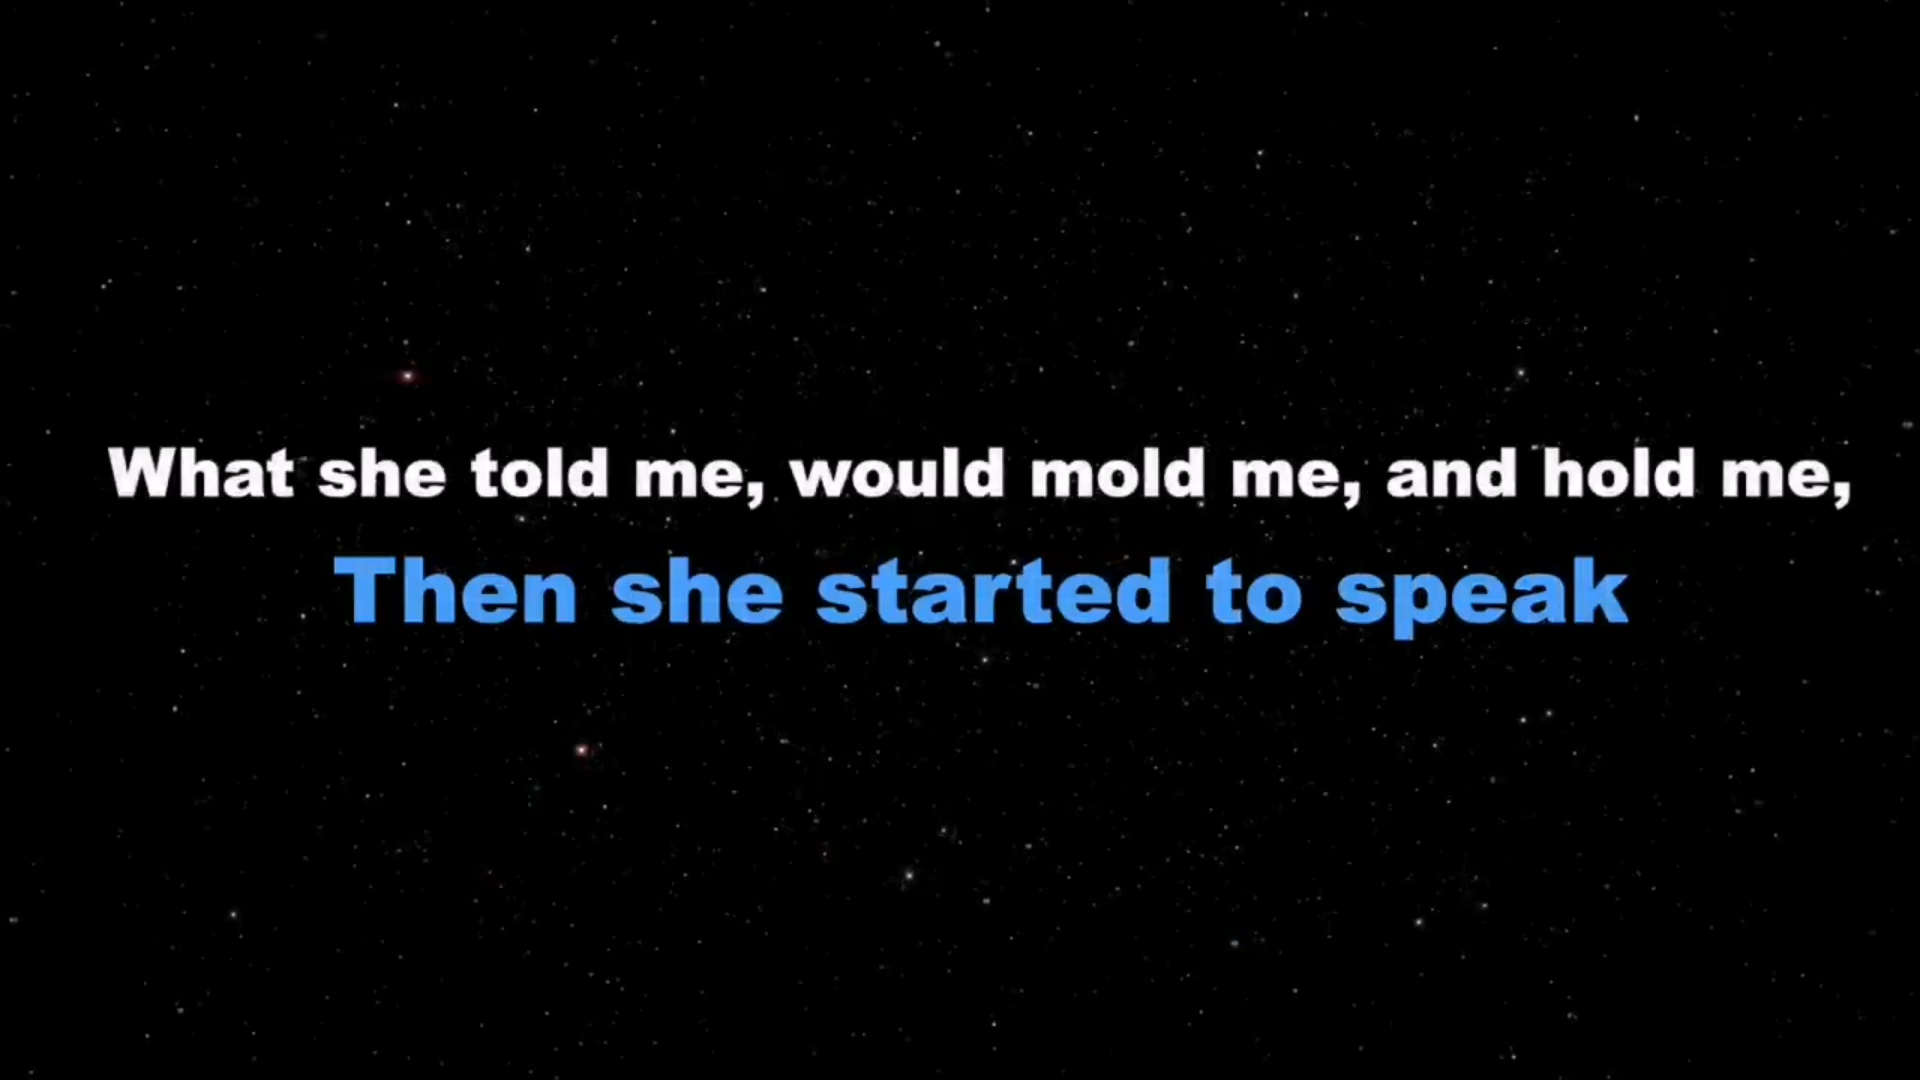 What she told me, would mold me, and hold me,
Then she started to speak